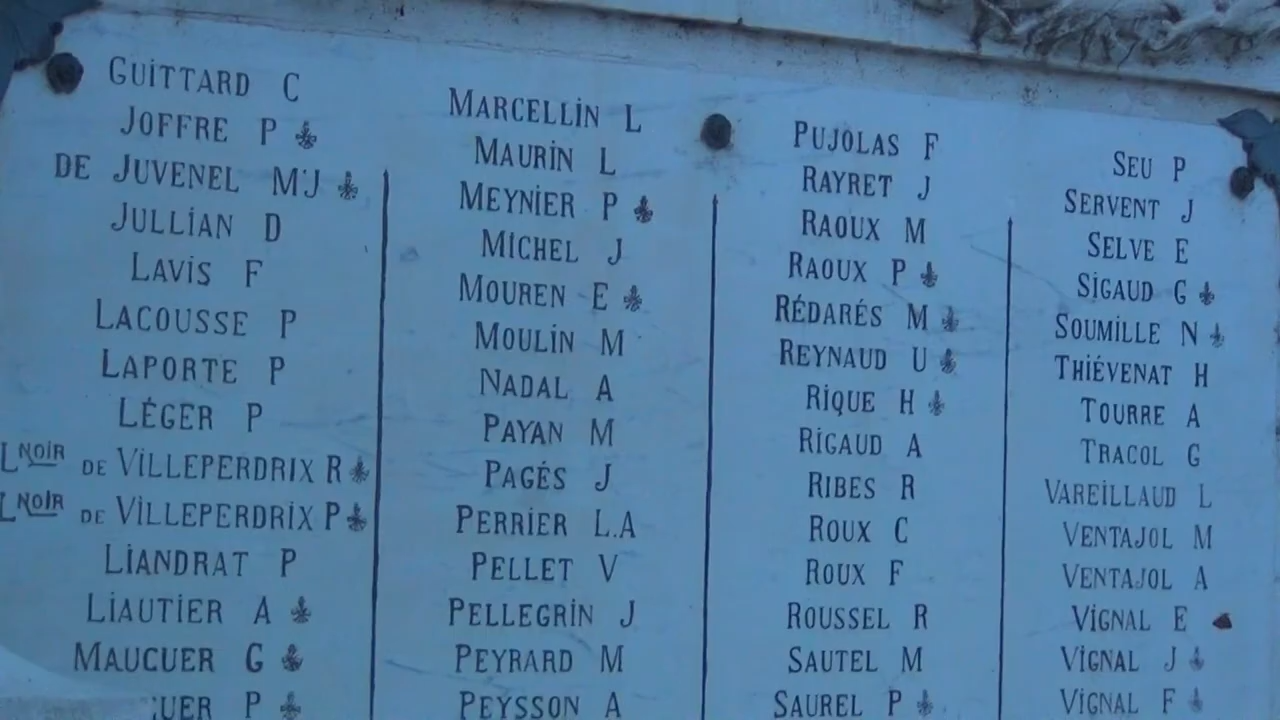 GUITTARD C
JOFFRE P
DE JUVENEL M.J
JULLIAN D
LAVIS F
LACOUSSE P
LAPORTE P
LÉGER P
LNOIR DE VILLEPERDRIX R
LNOIR DE VILLEPERDRIX P
LIANDRAT P
LIAUTIER A
MAUCUER G
P
MARCELLIN L
MAURIN L
MEYNIER P
MICHEL J
MOUREN E
MOULIN M
NADAL A
PAYAN M
PAGÉS J
PERRIER L.A
PELLET V
PELLEGRIN J
PEYRARD M
PEYSSON A
PUJOLAS F
RAYRET J
RAOUX M
RAOUX P
RÉDARÉS M
REYNAUD U
RIQUE H
RIGAUD A
RIBES R
ROUX C
ROUX F
ROUSSEL R
SAUTEL M
SAUREL P
SEU P
SERVENT J
SELVE E
SIGAUD G
SOUMILLE N
THIÉVENAT H
TOURRE A
TRACOL G
VAREILLAUD L
VENTAJOL M
VENTAJOL A
VIGNAL E
VIGNAL J
VIGNAL F